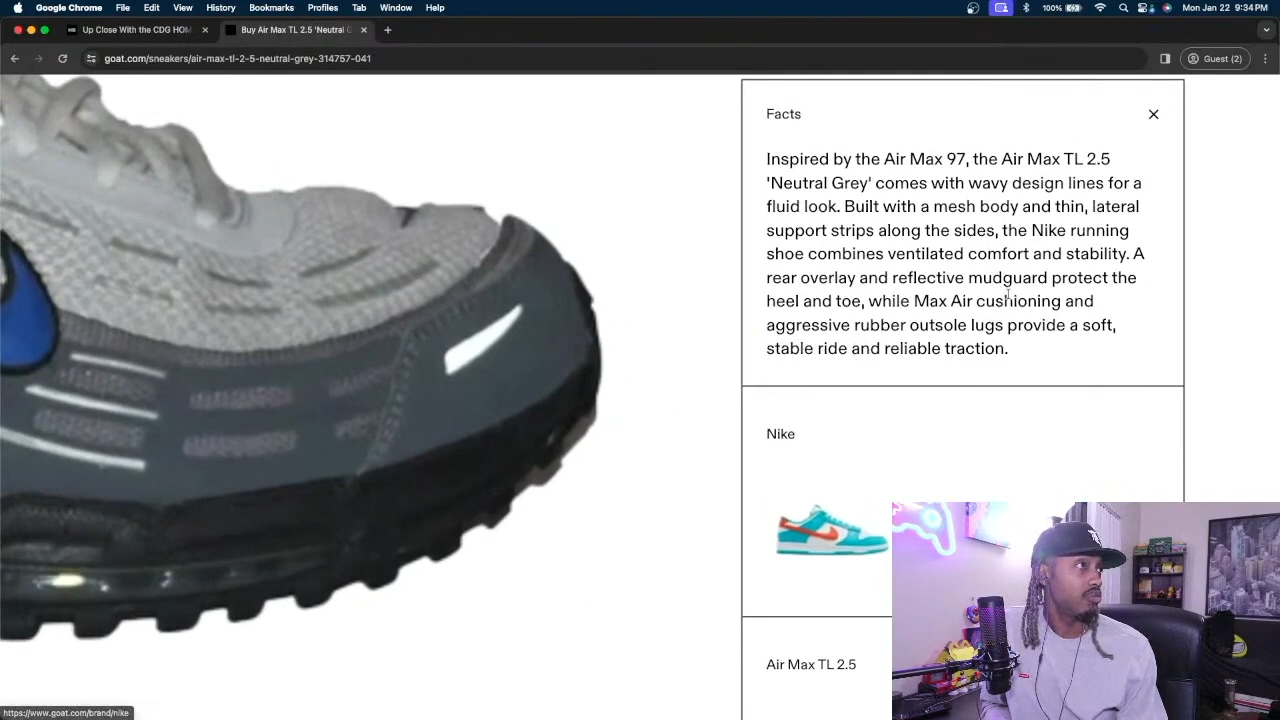 Google Chrome File Edit View History Bookmarks Profiles Tab Window Help 100% Mon Jan 22 9:34 PM
Up Close With the CDG HOM Buy Air Max TL 2.5 'Neutral G
goat.com/sneakers/air-max-tl-2-5-neutral-grey-314757-041 Guest (2)
Facts
Inspired by the Air Max 97, the Air Max TL 2.5
'Neutral Grey' comes with wavy design lines for a
fluid look. Built with a mesh body and thin, lateral
support strips along the sides, the Nike running
shoe combines ventilated comfort and stability. A
rear overlay and reflective mudguard protect the
heel and toe, while Max Air cushioning and
aggressive rubber outsole lugs provide a soft,
stable ride and reliable traction.
Nike
Air Max TL 2.5
https://www.goat.com/brand/nike